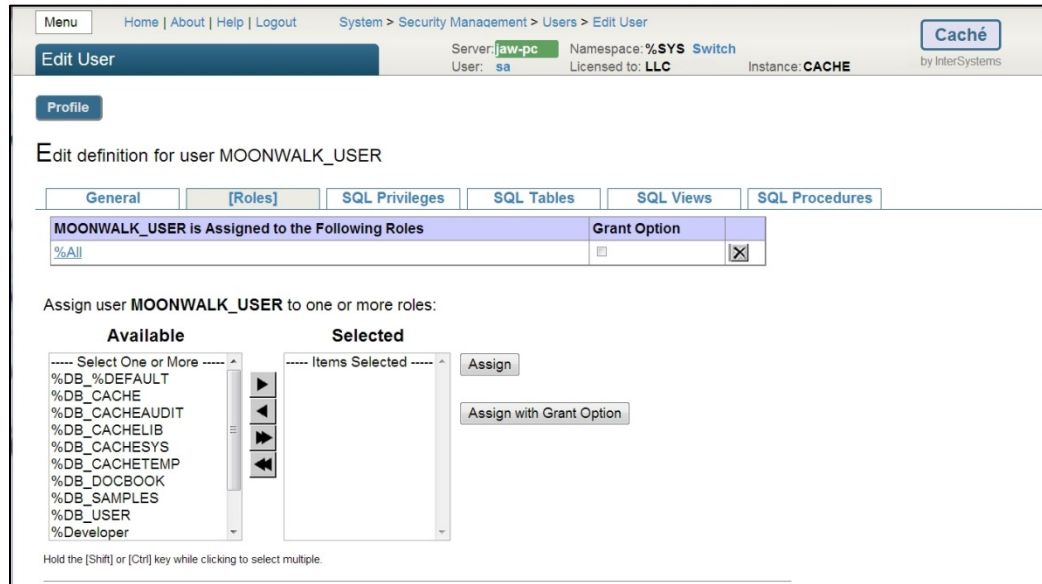 Menu Home | About | Help | Logout System > Security Management > Users > Edit User
Caché
by InterSystems
Edit User
Server: jaw-pc Namespace: %SYS Switch
User: sa Licensed to: LLC Instance: CACHE
Profile
Edit definition for user MOONWALK_USER
General [Roles] SQL Privileges SQL Tables SQL Views SQL Procedures
MOONWALK_USER is Assigned to the Following Roles Grant Option
%All
Assign user MOONWALK_USER to one or more roles:
Available Selected
----- Select One or More ----- ----- Items Selected ----- Assign
%DB_%DEFAULT
%DB_CACHE
%DB_CACHEAUDIT Assign with Grant Option
%DB_CACHELIB
%DB_CACHESYS
%DB_CACHETEMP
%DB_DOCBOOK
%DB_SAMPLES
%DB_USER
%Developer
Hold the [Shift] or [Ctrl] key while clicking to select multiple.